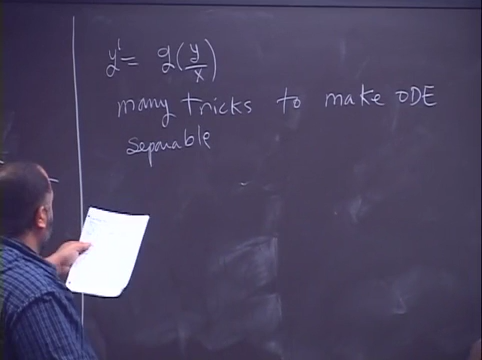 y' = g(y/x)
many tricks to make ODE
separable